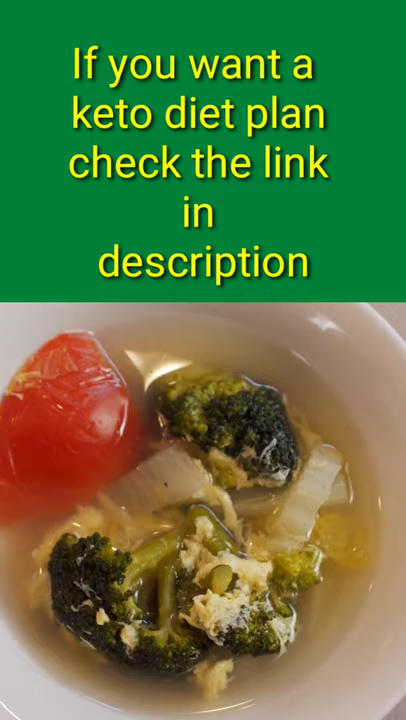 If you want a
keto diet plan
check the link
in
description